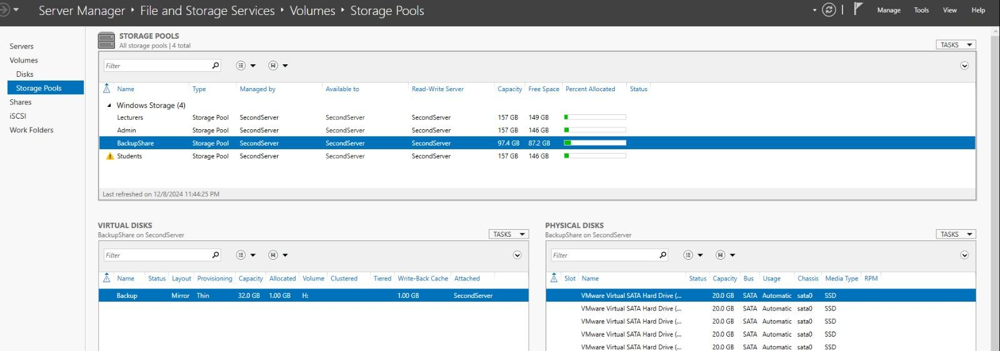 Server Manager ‣ File and Storage Services ‣ Volumes ‣ Storage Pools
Manage Tools View Help
Servers
Volumes
Disks
Storage Pools
Shares
iSCSI
Work Folders
STORAGE POOLS
All storage pools | 4 total
TASKS
Filter
Name Type Managed by Available to Read-Write Server Capacity Free Space Percent Allocated Status
Windows Storage (4)
Lecturers Storage Pool SecondServer SecondServer SecondServer 157 GB 149 GB
Admin Storage Pool SecondServer SecondServer SecondServer 157 GB 146 GB
BackupShare Storage Pool SecondServer SecondServer SecondServer 97.4 GB 87.2 GB
Students Storage Pool SecondServer SecondServer SecondServer 157 GB 146 GB
Last refreshed on 12/8/2024 11:44:25 PM
VIRTUAL DISKS
BackupShare on SecondServer
TASKS
Filter
Name Status Layout Provisioning Capacity Allocated Volume Clustered Tiered Write-Back Cache Attached
Backup Mirror Thin 32.0 GB 1.00 GB H: 1.00 GB SecondServer
PHYSICAL DISKS
BackupShare on SecondServer
TASKS
Filter
Slot Name Status Capacity Bus Usage Chassis Media Type RPM
VMware Virtual SATA Hard Drive (... 20.0 GB SATA Automatic sata0 SSD
VMware Virtual SATA Hard Drive (... 20.0 GB SATA Automatic sata0 SSD
VMware Virtual SATA Hard Drive (... 20.0 GB SATA Automatic sata0 SSD
VMware Virtual SATA Hard Drive (... 20.0 GB SATA Automatic sata0 SSD
VMware Virtual SATA Hard Drive (... 20.0 GB SATA Automatic sata0 SSD